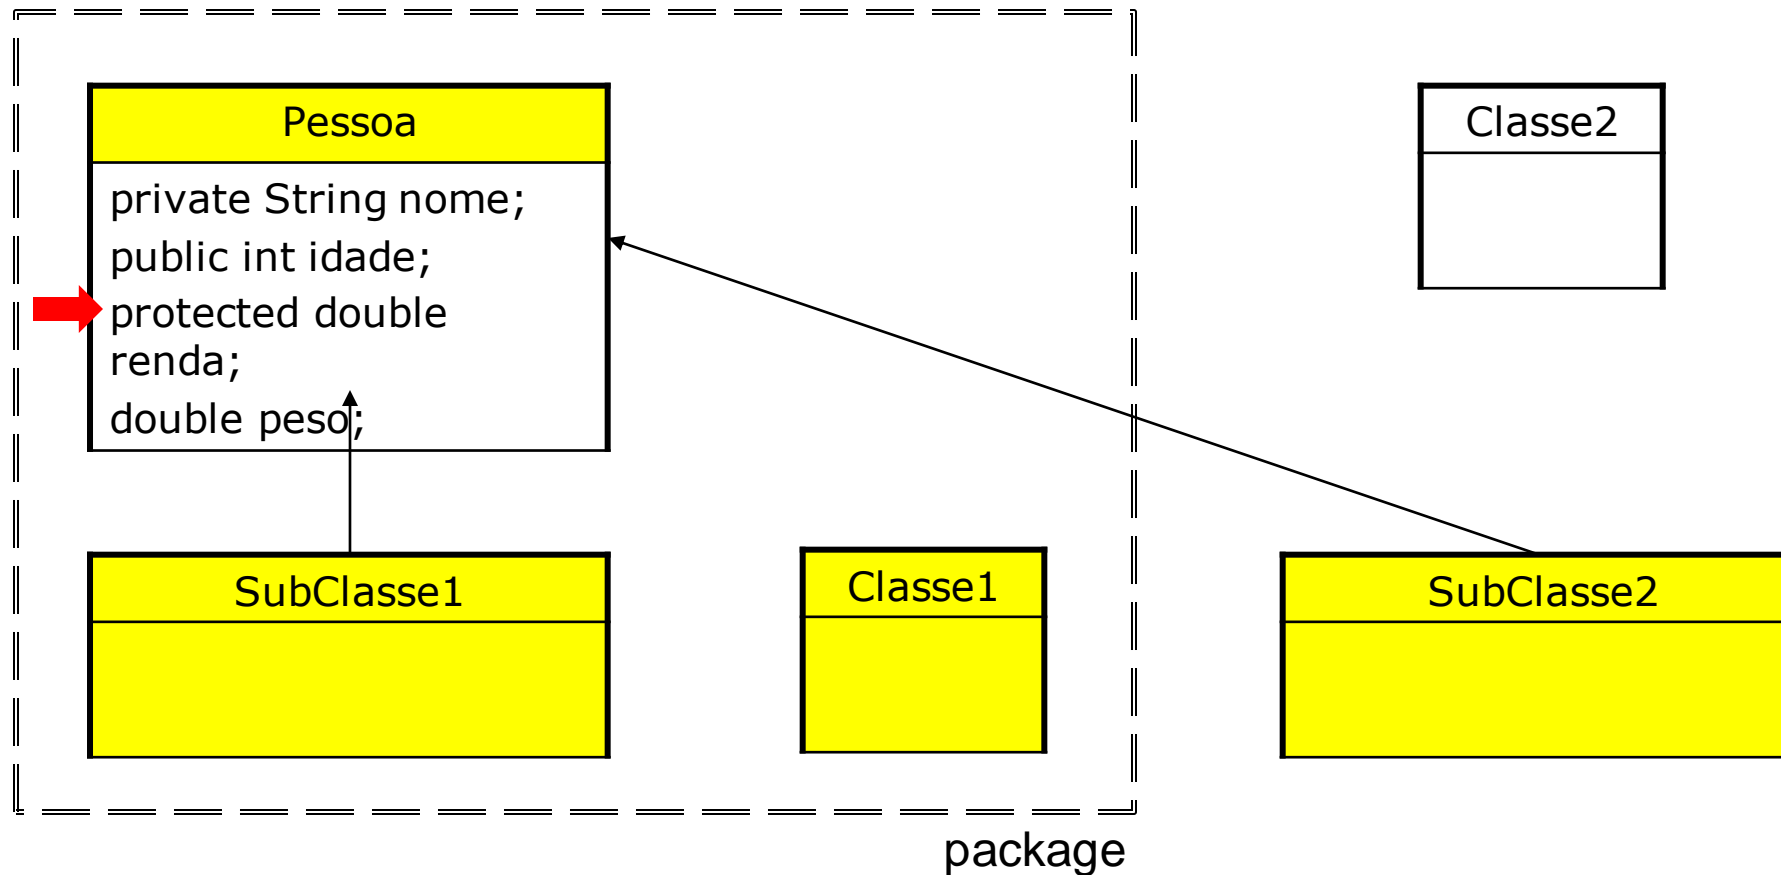 Pessoa
private String nome;
public int idade;
protected double
renda;
double peso;
Classe2
SubClasse1
Classe1
SubClasse2
package